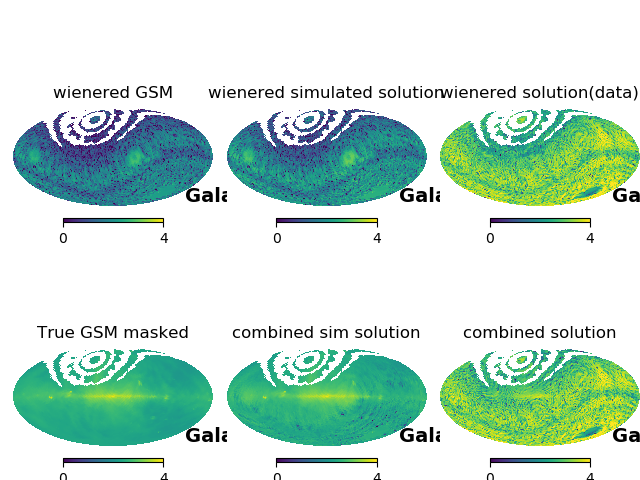 wienered GSM
wienered simulated solution
wienered solution(data)
Gala
Gala
Ga
0 4
0 4
0 4
True GSM masked
combined sim solution
combined solution
Gala
Gala
Ga
0 4
0 4
0 4